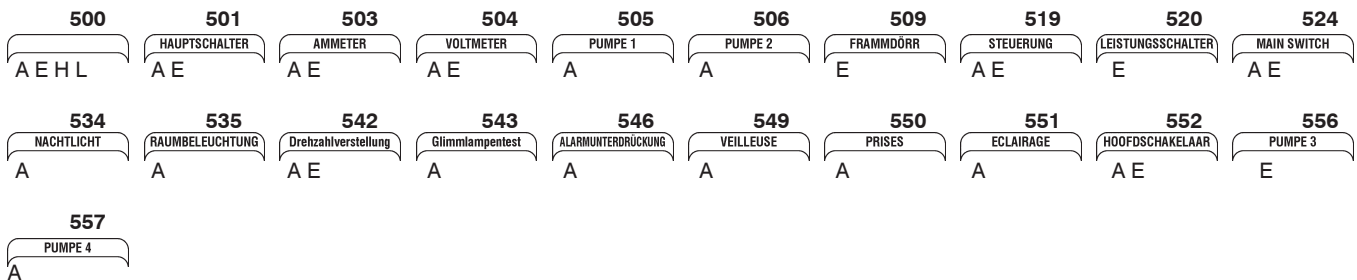 500 501 503 504 505 506 509 519 520 524
HAUPTSCHALTER AMMETER VOLTMETER PUMPE 1 PUMPE 2 FRAMMDÖRR STEUERUNG LEISTUNGSSCHALTER MAIN SWITCH
A E H L A E A E A E A A E A E E A E
534 535 542 543 546 549 550 551 552 556
NACHTLICHT RAUMBELEUCHTUNG Drehzahlverstellung Glimmlampentest ALARMUNTERDRÜCKUNG VEILLEUSE PRISES ECLAIRAGE HOOFDSCHAKELAAR PUMPE 3
A A A E A A A A A A E E
557
PUMPE 4
A